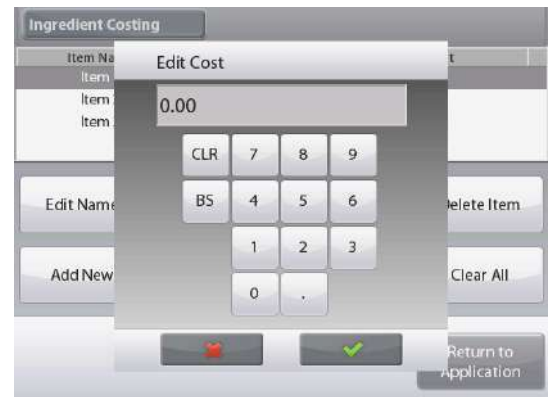 Ingredient Costing
Item Na
t
Item
Item
Item
Edit Cost
0.00
CLR 7 8 9
BS 4 5 6
1 2 3
0 .
Edit Name
elete Item
Add New
Clear All
Return to
Application